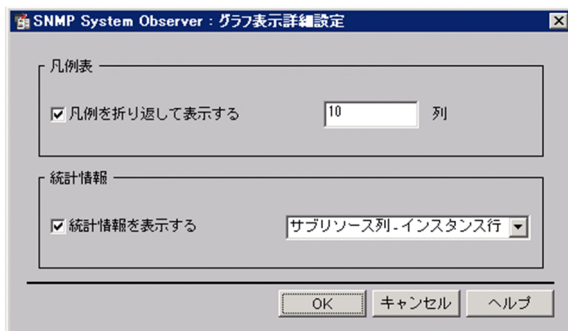 SNMP System Observer : グラフ表示詳細設定
凡例表
凡例を折り返して表示する 10 列
統計情報
統計情報を表示する サブリソース列-インスタンス行
OK キャンセル ヘルプ